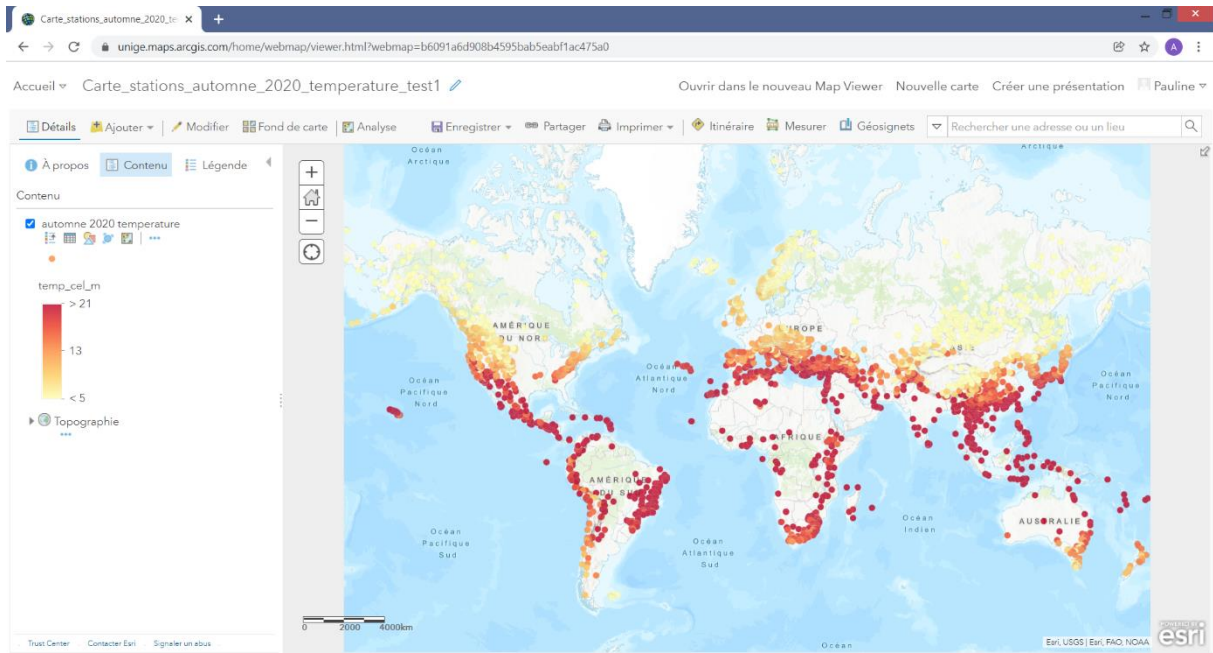 Carte_stations_automne_2020_te
unige.maps.arcgis.com/home/webmap/viewer.html?webmap=b6091a6d908b4595bab5eabf1ac475a0
A
Accueil Carte_stations_automne_2020_temperature_test1 Ouvrir dans le nouveau Map Viewer Nouvelle carte Créer une présentation Pauline
Détails Ajouter Modifier Fond de carte Analyse Enregistrer Partager Imprimer Itinéraire Mesurer Géosignets Rechercher une adresse ou un lieu
À propos Contenu Légende
Contenu
automne 2020 temperature
temp_cel_m
> 21
13
< 5
Topographie
Océan
Arctique
Arctique
AMÉRIQUE
DU NORD
EUROPE
Océan
Pacifique
Nord
Océan
Atlantique
Nord
Océan
Pacifique
Nord
AFRIQUE
AMÉRIQUE
DU SUD
Océan
Pacifique
Sud
Océan
Atlantique
Sud
Océan
Indien
AUSTRALIE
Océan
0 2000 4000km
Trust Center Contacter Esri Signaler un abus
Esri, USGS | Esri, FAO, NOAA
POWERED BY
esri